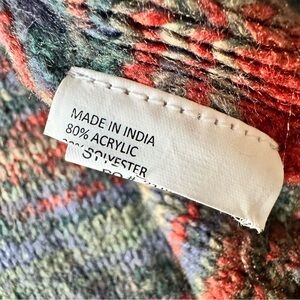 MADE IN INDIA
80% ACRYLIC
POLYESTER